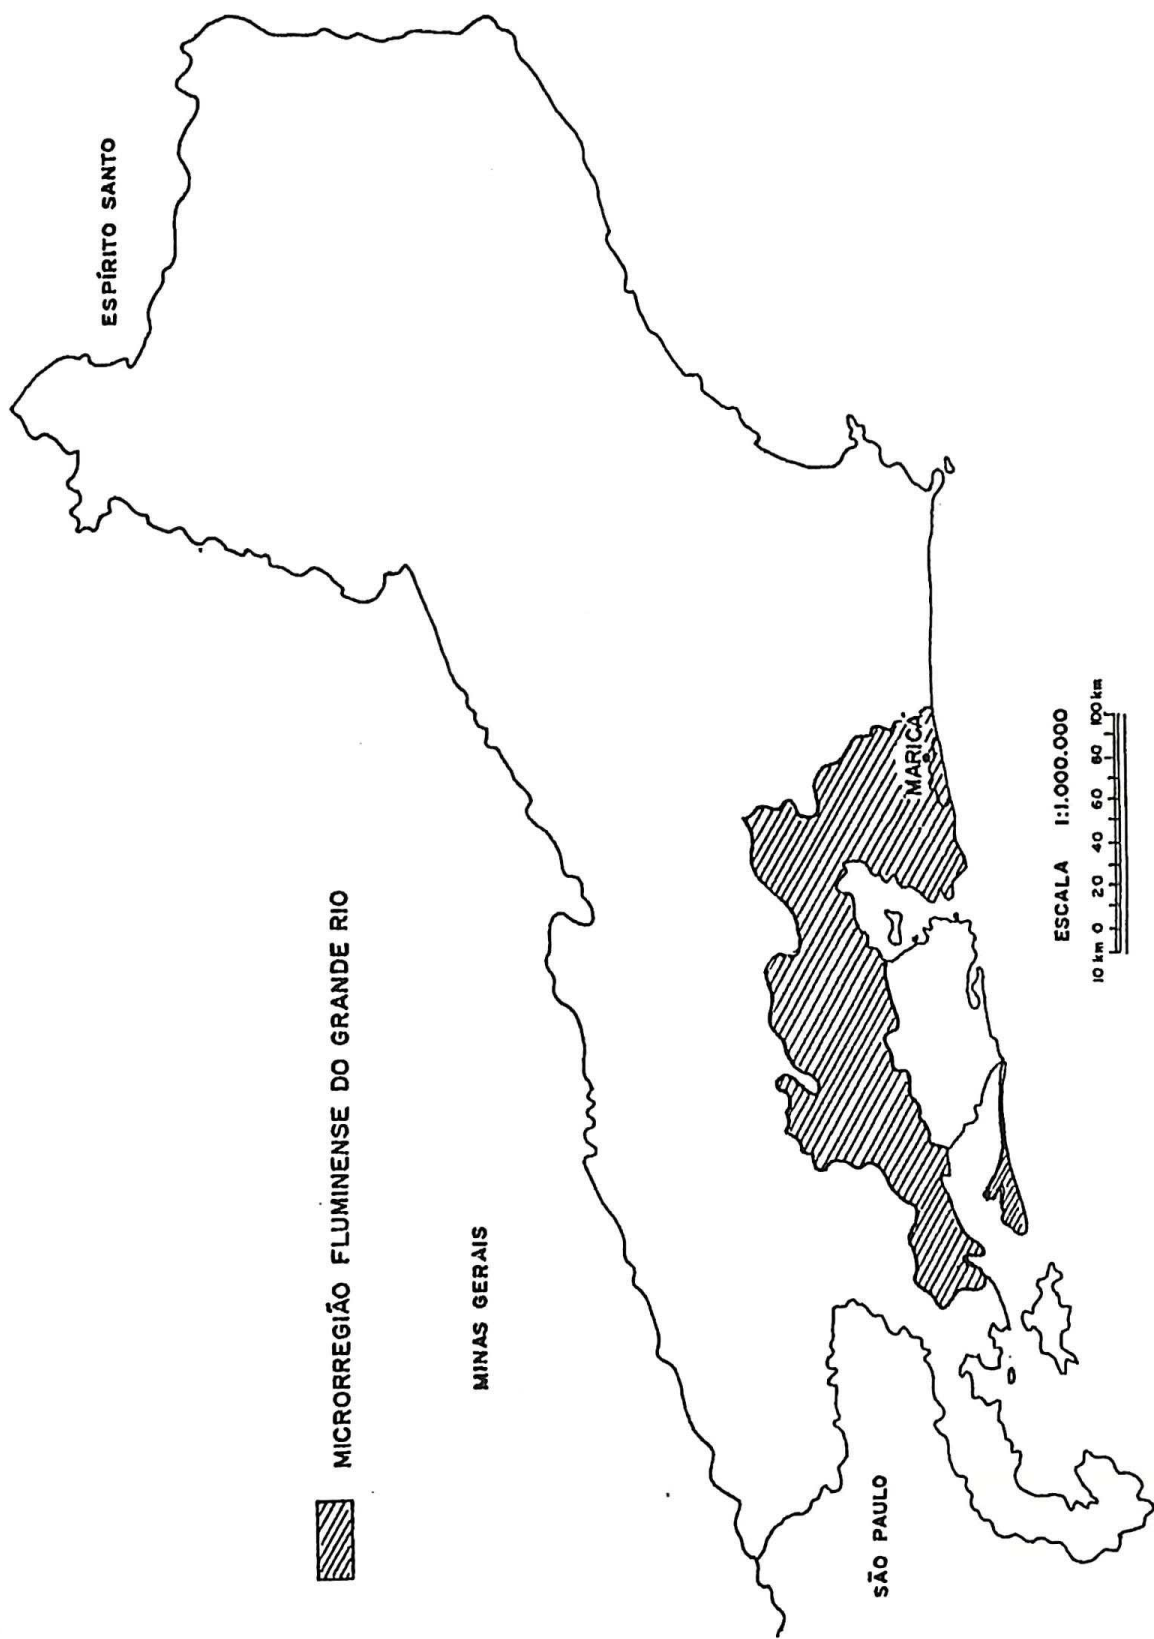 ESPÍRITO SANTO
MICRORREGIÃO FLUMINENSE DO GRANDE RIO
MINAS GERAIS
MARICÁ
SÃO PAULO
ESCALA 1:1.000.000
10 km 0 20 40 60 80 100 km